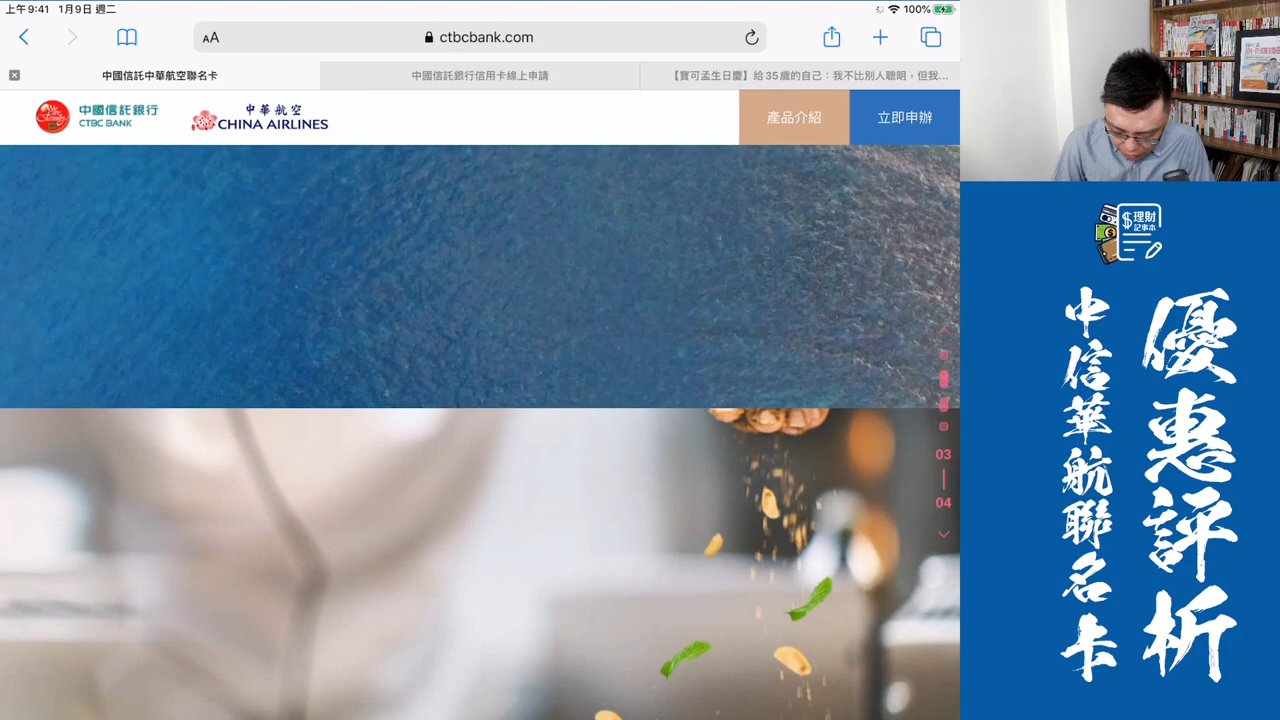 上午9:41 1月9日 週二
100%
AA
ctbcbank.com
中國信託中華航空聯名卡
中國信託銀行信用卡線上申請
【寶可孟生日慶】給35歲的自己：我不比別人聰明，但我…
中國信託銀行
CTBC BANK
中華航空
CHINA AIRLINES
產品介紹
立即申辦
03
04
$理財
記事本
優惠評析
中信華航聯名卡